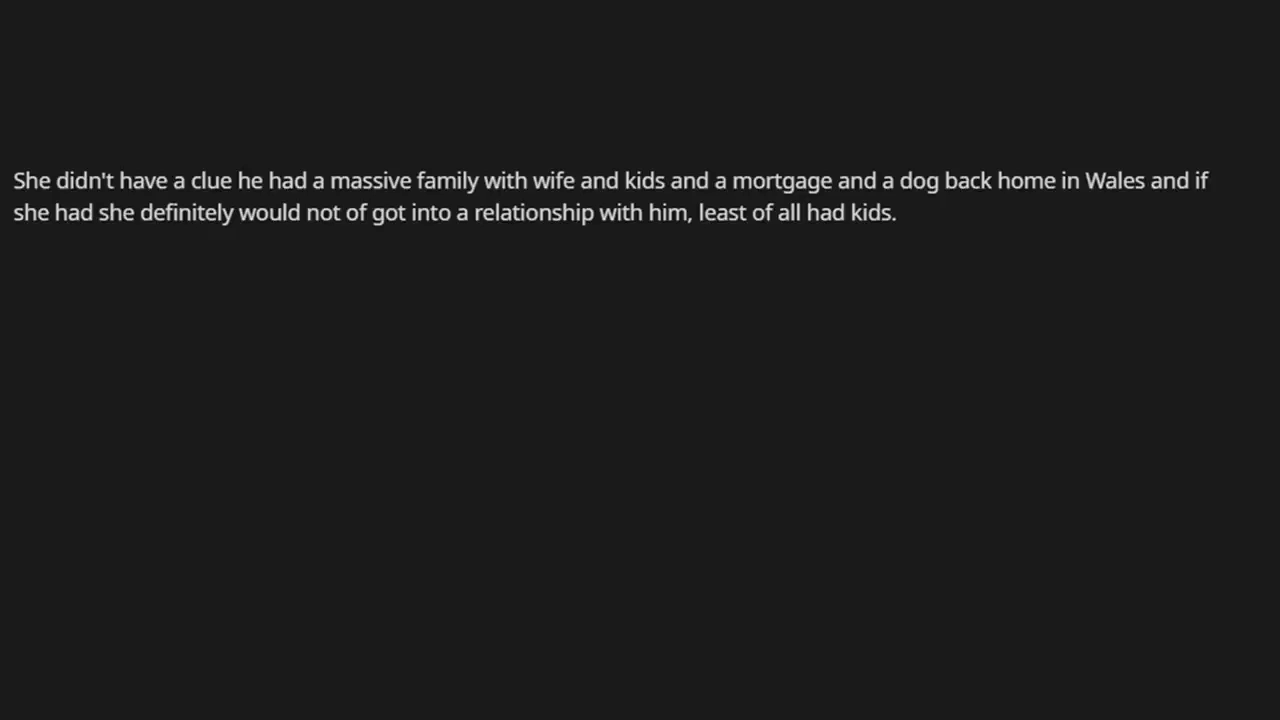 She didn't have a clue he had a massive family with wife and kids and a mortgage and a dog back home in Wales and if
she had she definitely would not of got into a relationship with him, least of all had kids.